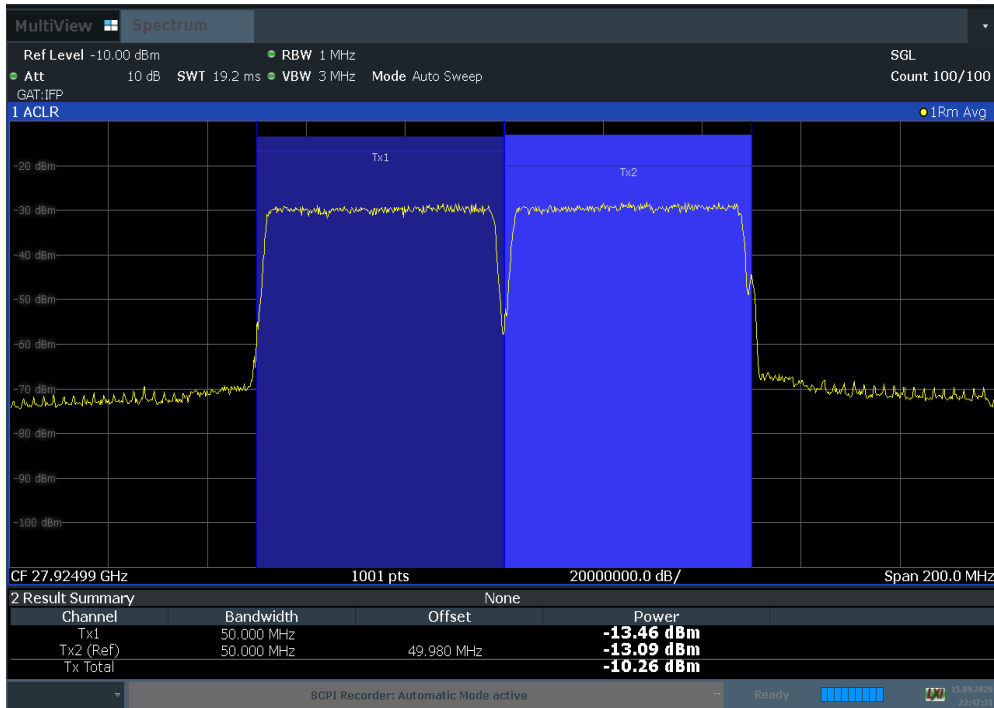 MultiView Spectrum
Ref Level -10.00 dBm RBW 1 MHz SGL
Att 10 dB SWT 19.2 ms VBW 3 MHz Mode Auto Sweep Count 100/100
GAT:IFP
1 ACLR 1Rm Avg
Tx1
Tx2
-20 dBm
-30 dBm
-40 dBm
-50 dBm
-60 dBm
-70 dBm
-80 dBm
-90 dBm
-100 dBm
CF 27.92499 GHz 1001 pts 20000000.0 dB/ Span 200.0 MHz
2 Result Summary None
Channel Bandwidth Offset Power
Tx1 50.000 MHz -13.46 dBm
Tx2 (Ref) 50.000 MHz 49.980 MHz -13.09 dBm
Tx Total -10.26 dBm
SCPI Recorder: Automatic Mode active Ready LXI 15.09.2020
23:47:31